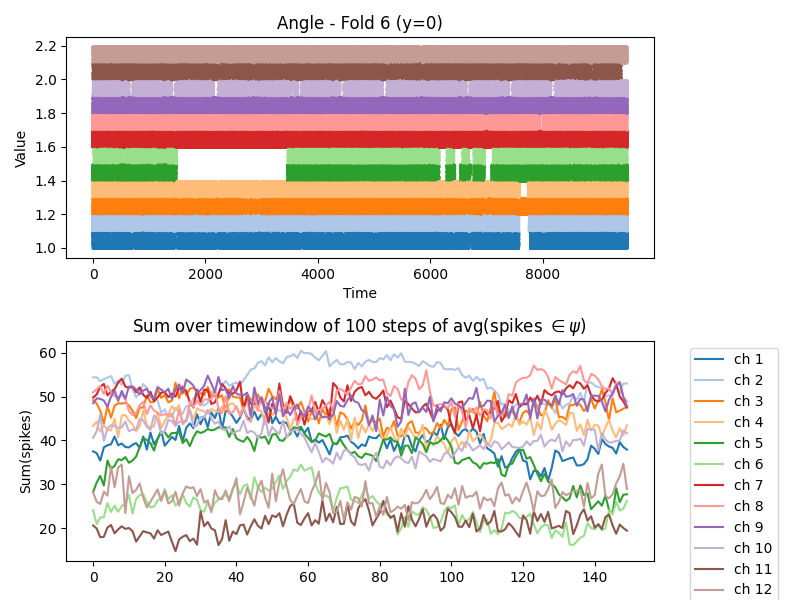 Angle - Fold 6 (y=0)
2.2
2.0
1.8
1.6
1.4
1.2
1.0
Value
0 2000 4000 6000 8000
Time
Sum over timewindow of 100 steps of avg(spikes ∈ψ)
60
50
40
30
20
Sum(spikes)
0 20 40 60 80 100 120 140
ch 1
ch 2
ch 3
ch 4
ch 5
ch 6
ch 7
ch 8
ch 9
ch 10
ch 11
ch 12